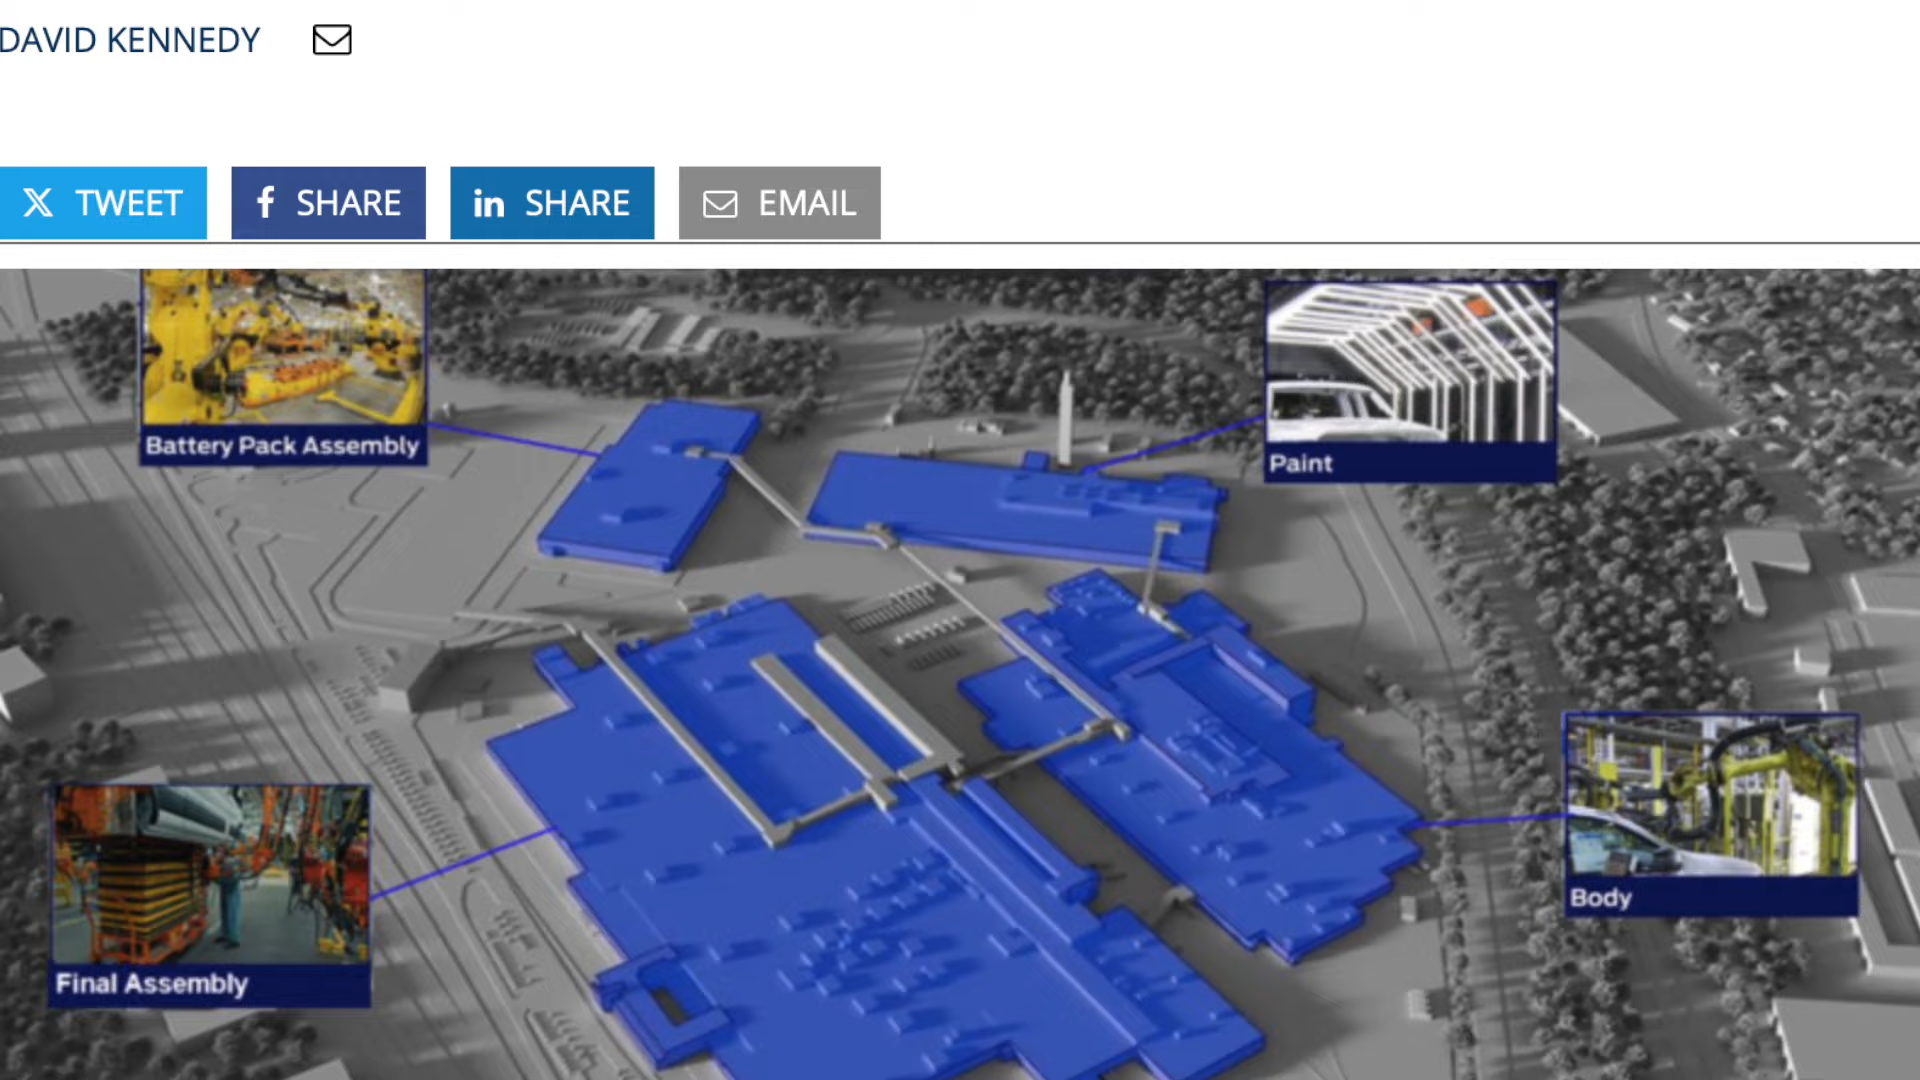 DAVID KENNEDY
TWEET
SHARE
SHARE
EMAIL
Battery Pack Assembly
Paint
Body
Final Assembly